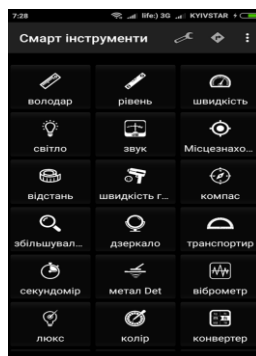 7:28 life:) 3G KYIVSTAR
Смарт інструменти
володар рівень швидкість
світло звук Місцезнахо...
відстань швидкість г... компас
збільшувал... дзеркало транспортир
секундомір метал Det віброметр
люкс колір конвертер